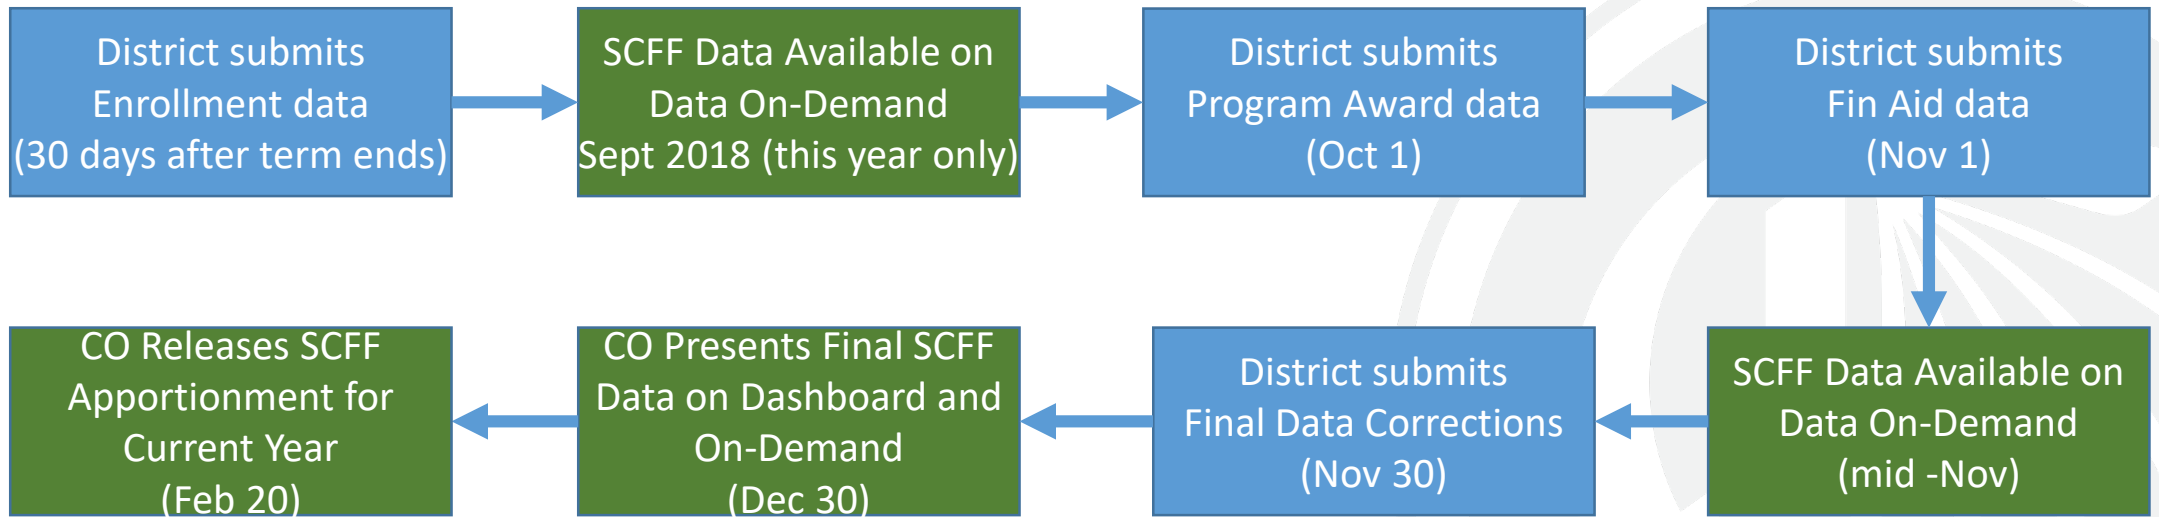 District submits
Enrollment data
(30 days after term ends)
SCFF Data Available on
Data On-Demand
Sept 2018 (this year only)
District submits
Program Award data
(Oct 1)
District submits
Fin Aid data
(Nov 1)
SCFF Data Available on
Data On-Demand
(mid -Nov)
District submits
Final Data Corrections
(Nov 30)
CO Presents Final SCFF
Data on Dashboard and
On-Demand
(Dec 30)
CO Releases SCFF
Apportionment for
Current Year
(Feb 20)